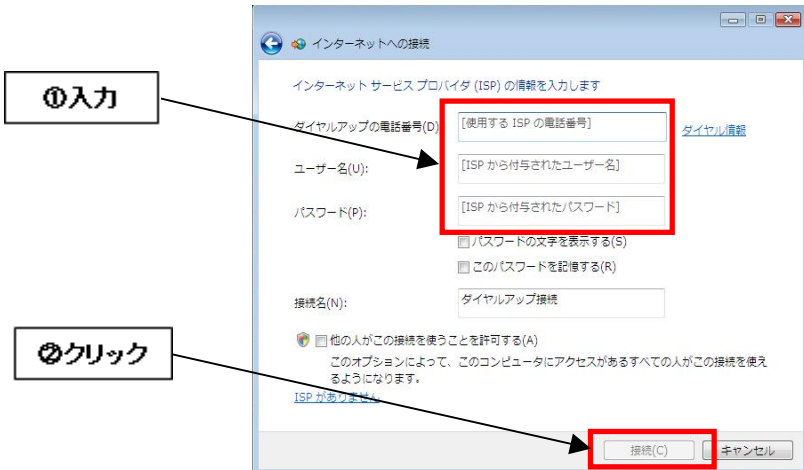 インターネットへの接続
インターネット サービス プロバイダ (ISP) の情報を入力します
①入力
ダイヤルアップの電話番号(D)
[使用する ISP の電話番号]
ダイヤル情報
ユーザー名(U):
[ISP から付与されたユーザー名]
パスワード(P):
[ISP から付与されたパスワード]
パスワードの文字を表示する(S)
このパスワードを記憶する(R)
接続名(N):
ダイヤルアップ接続
②クリック
他の人がこの接続を使うことを許可する(A)
このオプションによって、このコンピュータにアクセスがあるすべての人がこの接続を使え
るようになります。
ISP がありません
接続(C)
キャンセル